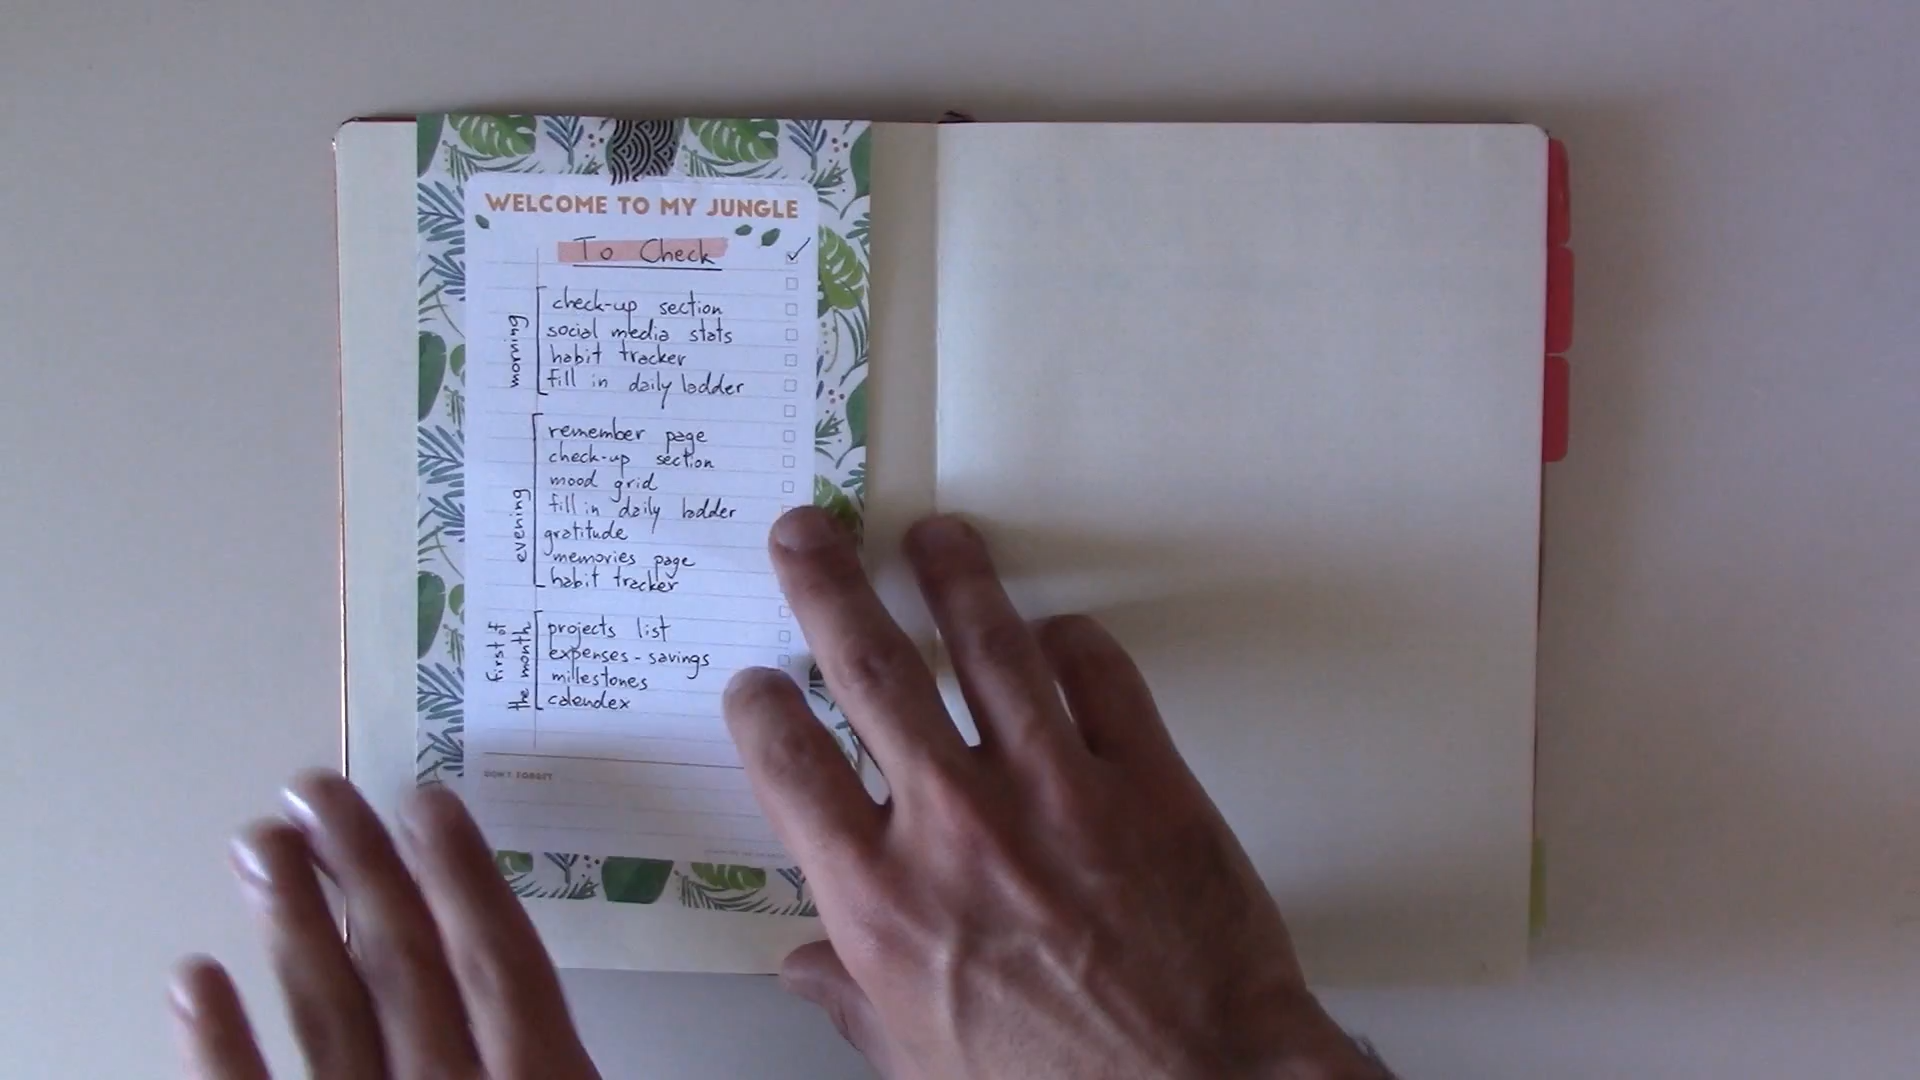 WELCOME TO MY JUNGLE
To Check
morning
check-up section
social media stats
habit tracker
fill in daily ladder
evening
remember page
check-up section
mood grid
fill in daily ladder
gratitude
memories page
habit tracker
first of
the month
projects list
expenses - savings
millestones
calendex
DON'T FORGET